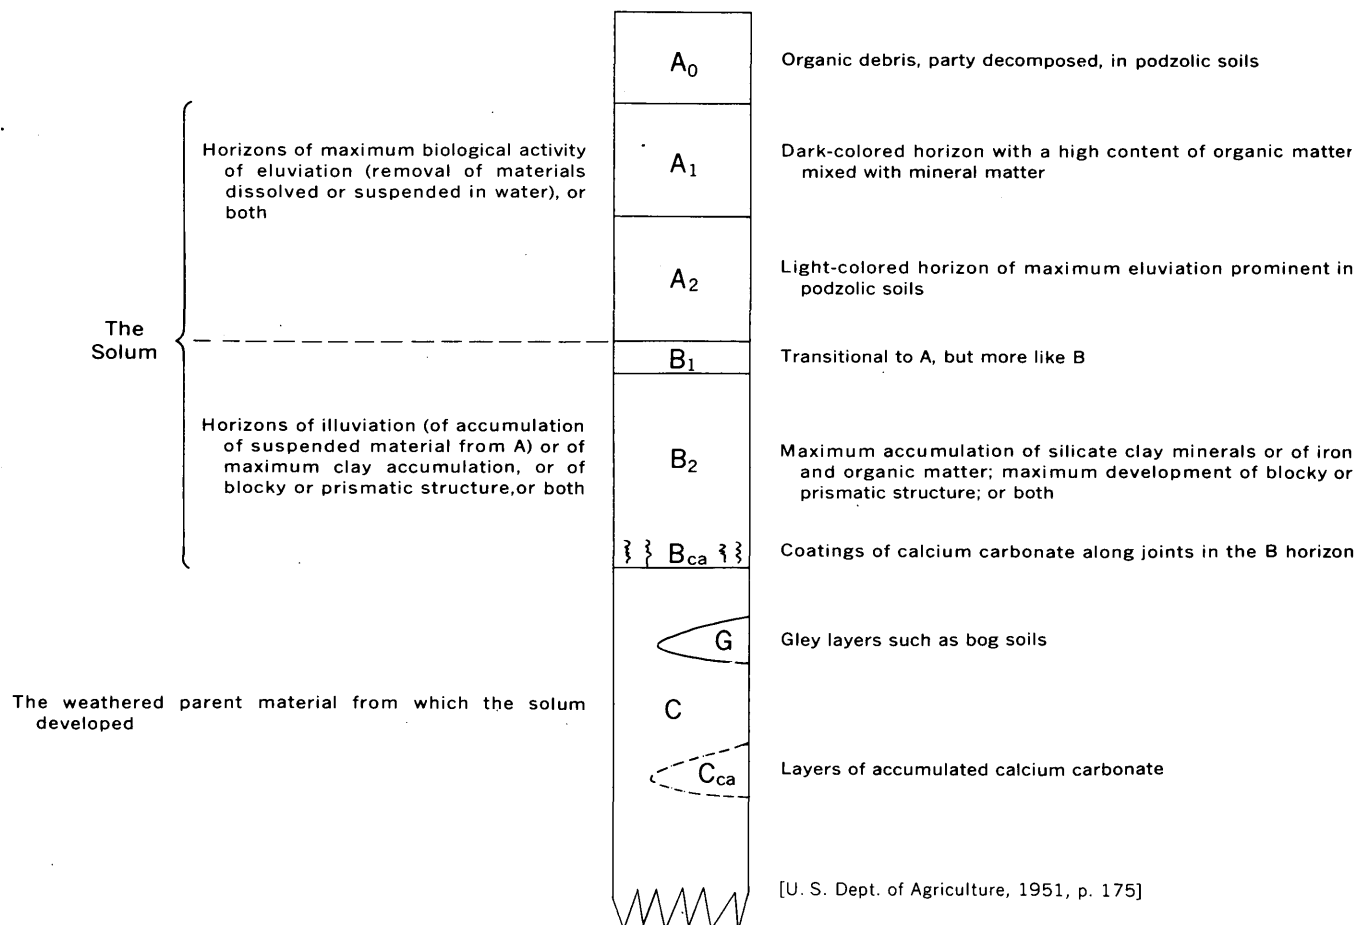 A0
Organic debris, party decomposed, in podzolic soils
Horizons of maximum biological activity
of eluviation (removal of materials
dissolved or suspended in water), or
both
A1
Dark-colored horizon with a high content of organic matter
mixed with mineral matter
A2
Light-colored horizon of maximum eluviation prominent in
podzolic soils
The
Solum
B1
Transitional to A, but more like B
Horizons of illuviation (of accumulation
of suspended material from A) or of
maximum clay accumulation, or of
blocky or prismatic structure,or both
B2
Maximum accumulation of silicate clay minerals or of iron
and organic matter; maximum development of blocky or
prismatic structure; or both
Bca
Coatings of calcium carbonate along joints in the B horizon
G
Gley layers such as bog soils
The weathered parent material from which the solum
developed
C
Cca
Layers of accumulated calcium carbonate
[U. S. Dept. of Agriculture, 1951, p. 175]